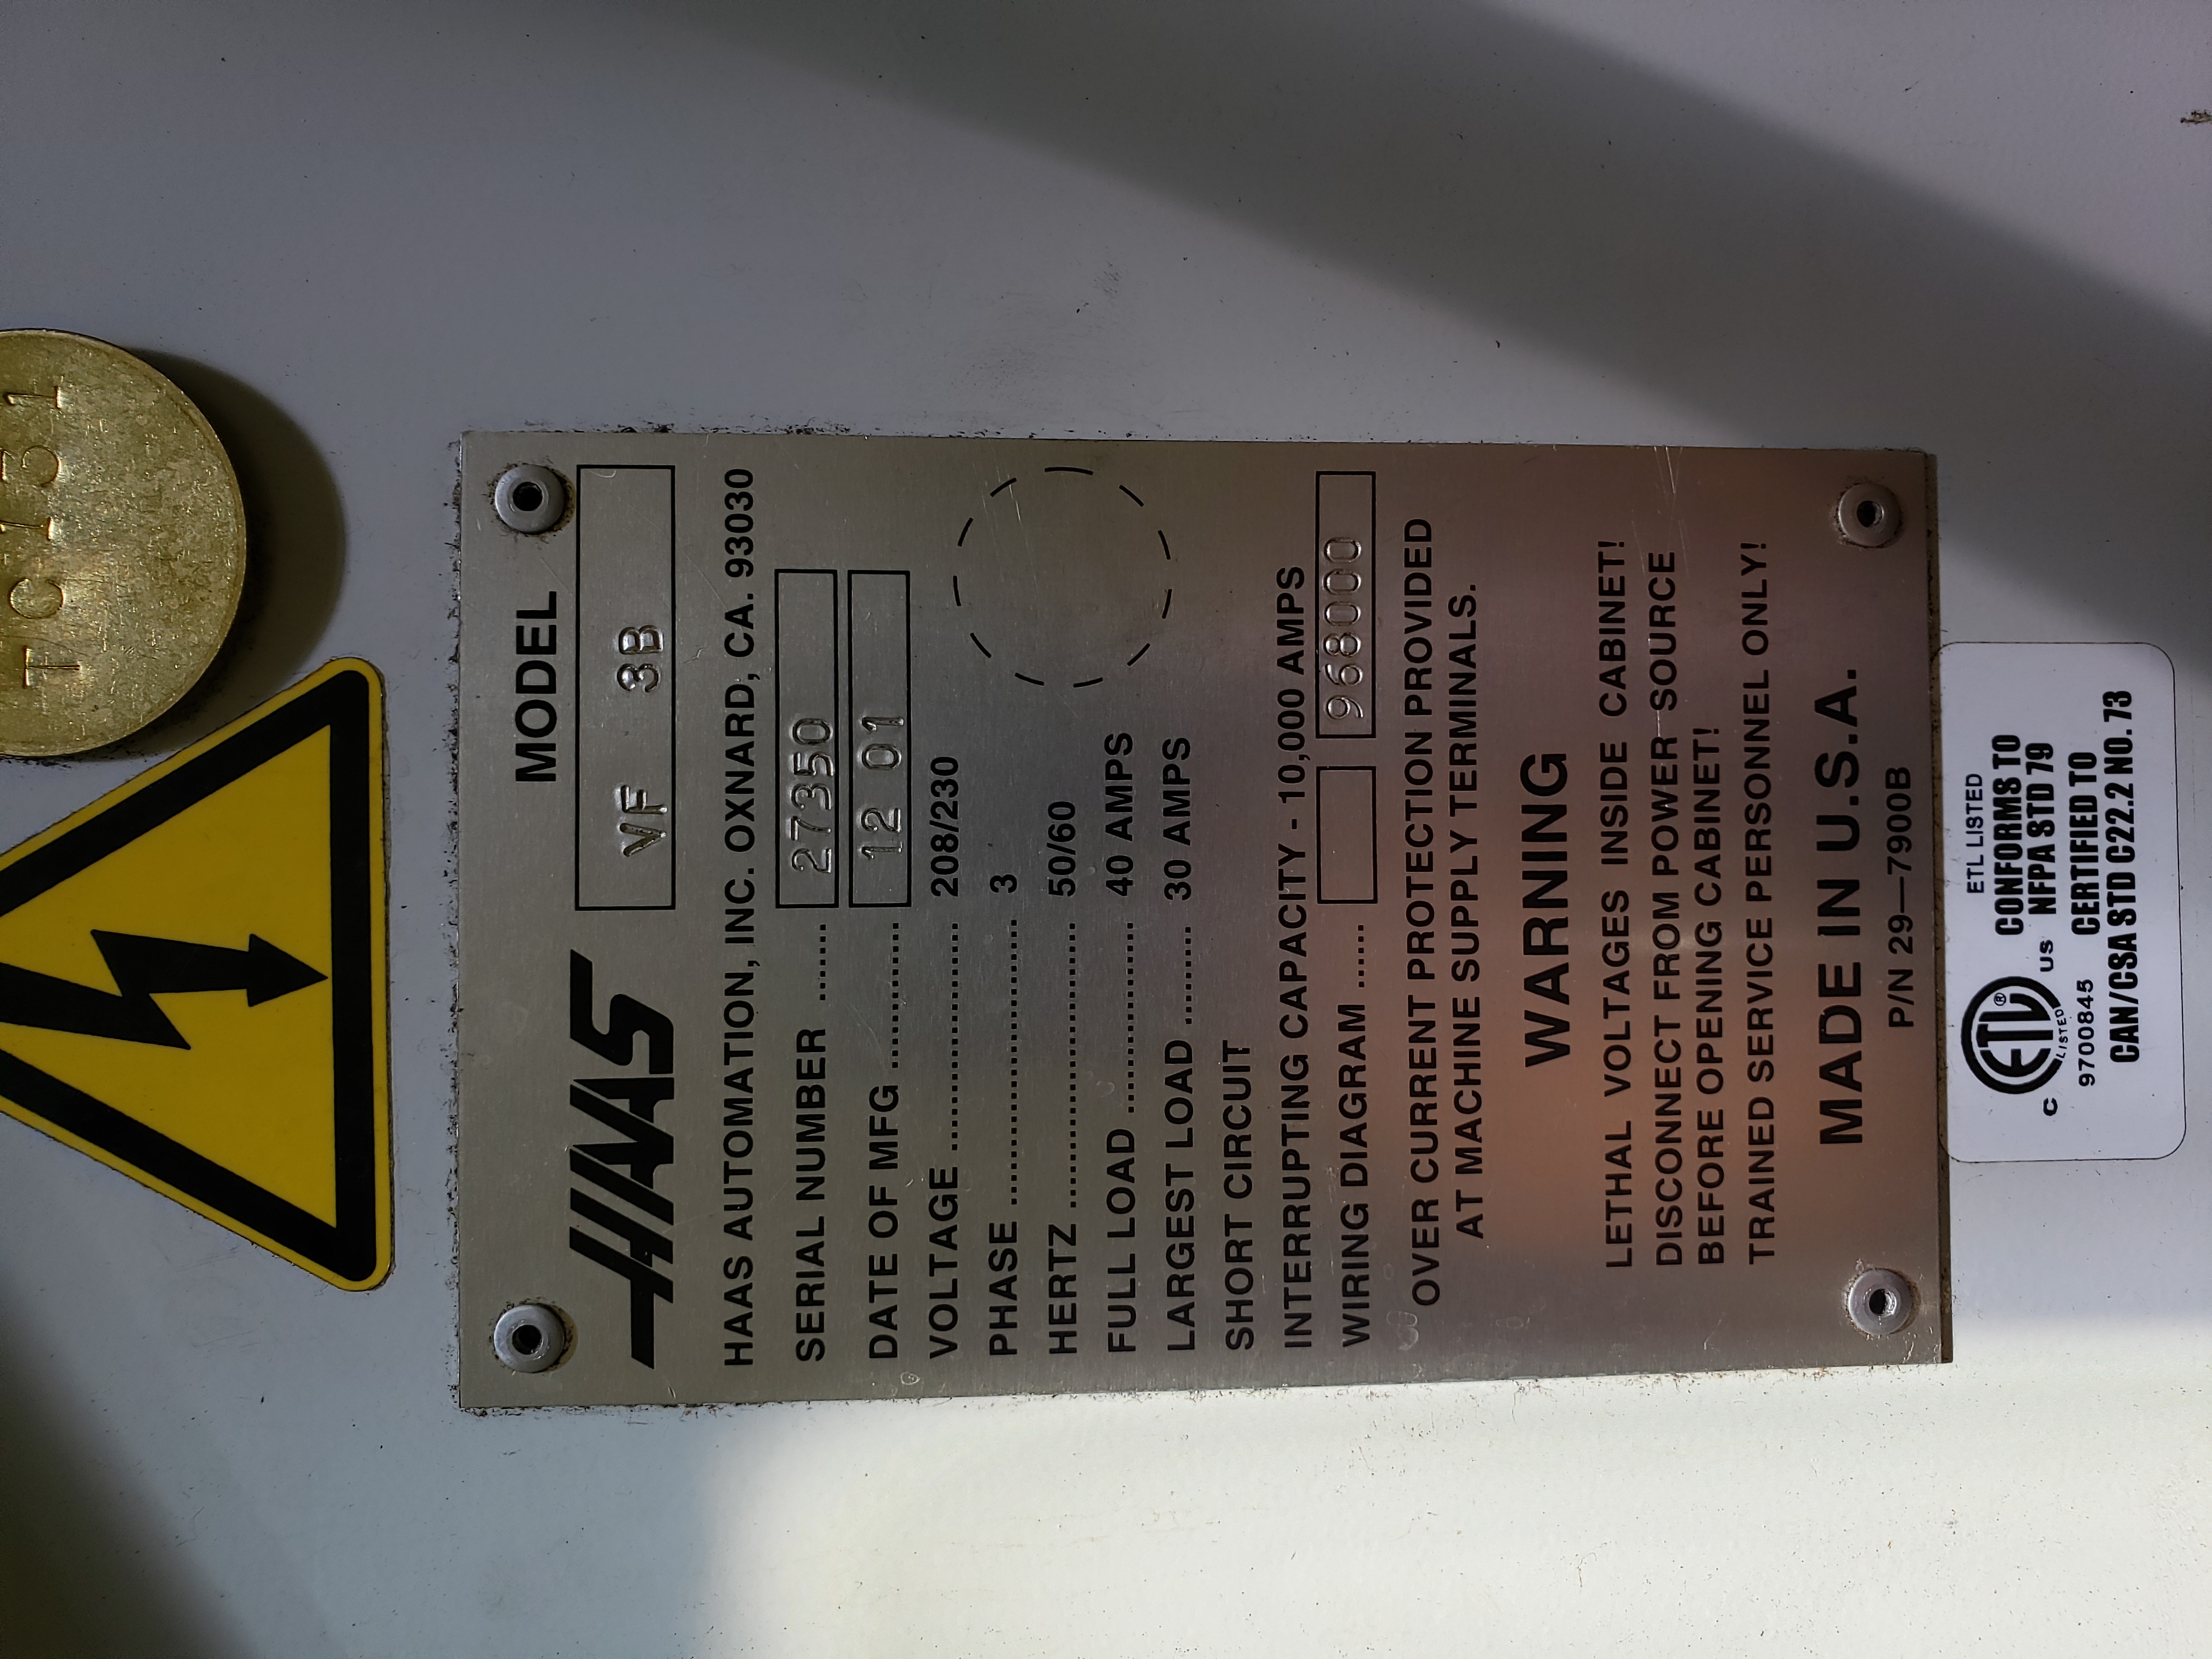 TC151
MODEL
HAAS VF 3B
HAAS AUTOMATION, INC. OXNARD, CA. 93030
SERIAL NUMBER ....... 27350
DATE OF MFG ............... 12 01
VOLTAGE ....................... 208/230
PHASE ............................. 3
HERTZ ............................. 50/60
FULL LOAD ................... 40 AMPS
LARGEST LOAD ......... 30 AMPS
SHORT CIRCUIT
INTERRUPTING CAPACITY - 10,000 AMPS
WIRING DIAGRAM ...... 968000
OVER CURRENT PROTECTION PROVIDED
AT MACHINE SUPPLY TERMINALS.
WARNING
LETHAL VOLTAGES INSIDE CABINET!
DISCONNECT FROM POWER SOURCE
BEFORE OPENING CABINET!
TRAINED SERVICE PERSONNEL ONLY!
MADE IN U.S.A.
P/N 29—7900B
ETL LISTED
CONFORMS TO
NFPA STD 79
C ETL ® LISTED US
9700845 CERTIFIED TO
CAN/CSA STD C22.2 NO. 73